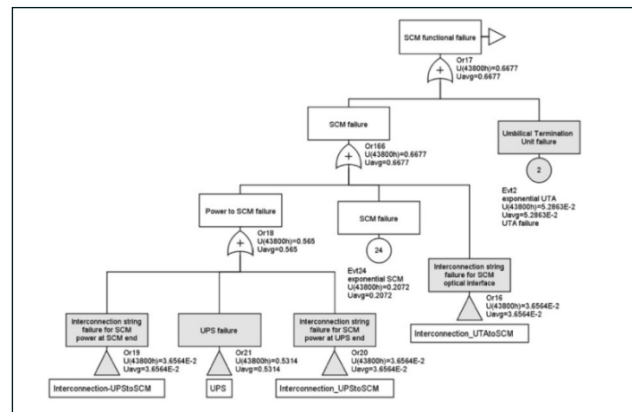 SCM functional failure
Or17
U(43800h)=0.6677
Uavg=0.6677
SCM failure
Or166
U(43800h)=0.6677
Uavg=0.6677
Umbilical Termination
Unit failure
2
Evt2
exponential UTA
U(43800h)=5.2863E-2
Uavg=5.2863E-2
UTA failure
Power to SCM failure
Or18
U(43800h)=0.565
Uavg=0.565
SCM failure
24
Evt24
exponential SCM
U(43800h)=0.2072
Uavg=0.2072
Interconnection string
failure for SCM
optical interface
Or16
U(43800h)=3.6564E-2
Uavg=3.6564E-2
Interconnection_UTAtoSCM
Interconnection string
failure for SCM
power at SCM end
Or19
U(43800h)=3.6564E-2
Uavg=3.6564E-2
Interconnection-UPStoSCM
UPS failure
Or21
U(43800h)=0.5314
Uavg=0.5314
UPS
Interconnection string
failure for SCM
power at UPS end
Or20
U(43800h)=3.6564E-2
Uavg=3.6564E-2
Interconnection_UPStoSCM